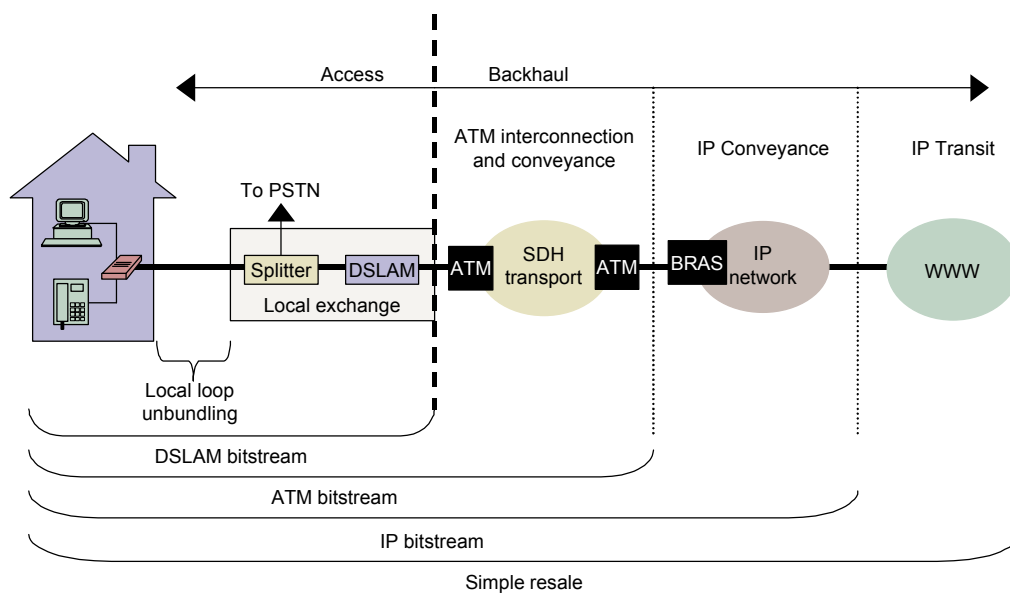 Access
Backhaul
ATM interconnection
and conveyance
IP Conveyance
IP Transit
To PSTN
Splitter
DSLAM
Local exchange
ATM
SDH
transport
ATM
BRAS
IP
network
WWW
Local loop
unbundling
DSLAM bitstream
ATM bitstream
IP bitstream
Simple resale